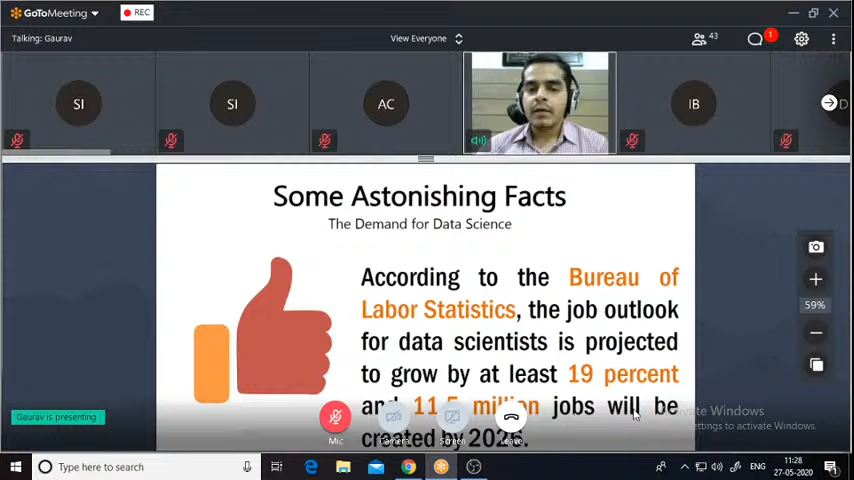 GoToMeeting
REC
Talking: Gaurav
View Everyone
43
1
SI
SI
AC
IB
D
Some Astonishing Facts
The Demand for Data Science
According to the Bureau of
Labor Statistics, the job outlook
for data scientists is projected
to grow by at least 19 percent
and 11.5 million jobs will be
created by 2026.
59%
Gaurav is presenting
Mic
Camera
Screen
Leave
Activate Windows
ettings to activate Windows.
Type here to search
ENG
11:28
27-05-2020
1